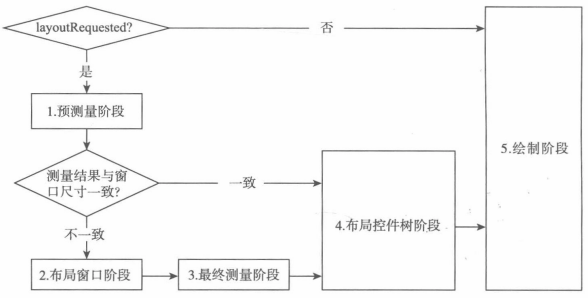 layoutRequested?
否
是
1.预测量阶段
测量结果与窗
口尺寸一致?
一致
不一致
2.布局窗口阶段
3.最终测量阶段
4.布局控件树阶段
5.绘制阶段